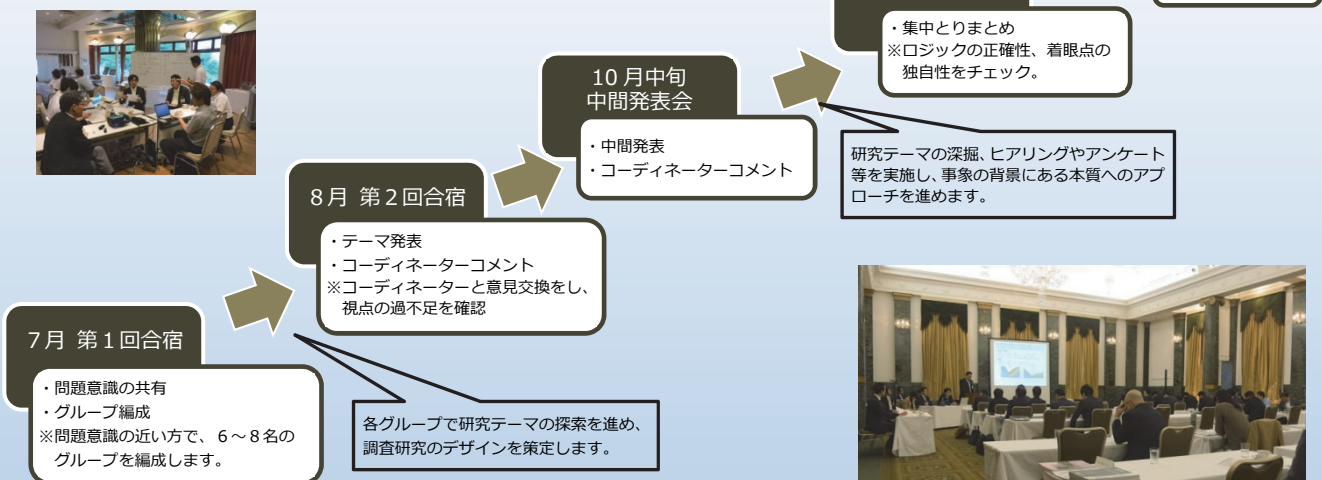 ・集中とりまとめ
※ロジックの正確性、着眼点の
独自性をチェック。
10 月中旬
中間発表会
・中間発表
・コーディネーターコメント
研究テーマの深掘、ヒアリングやアンケート
等を実施し、事象の背景にある本質へのアプ
ローチを進めます。
8月 第2回合宿
・テーマ発表
・コーディネーターコメント
※コーディネーターと意見交換をし、
視点の過不足を確認
7月 第1回合宿
・問題意識の共有
・グループ編成
※問題意識の近い方で、6～8名の
グループを編成します。
各グループで研究テーマの探索を進め、
調査研究のデザインを策定します。